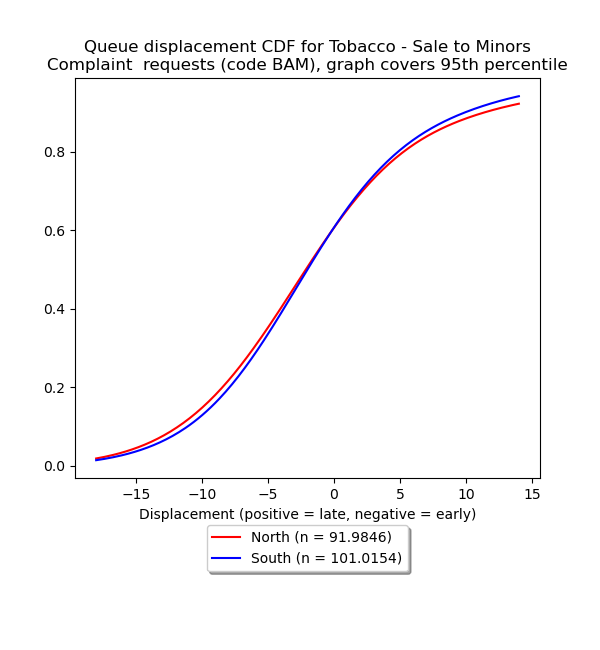 Queue displacement CDF for Tobacco - Sale to Minors
Complaint  requests (code BAM), graph covers 95th percentile
0.8
0.6
0.4
0.2
0.0
−15 −10 −5 0 5 10 15
Displacement (positive = late, negative = early)
North (n = 91.9846)
South (n = 101.0154)